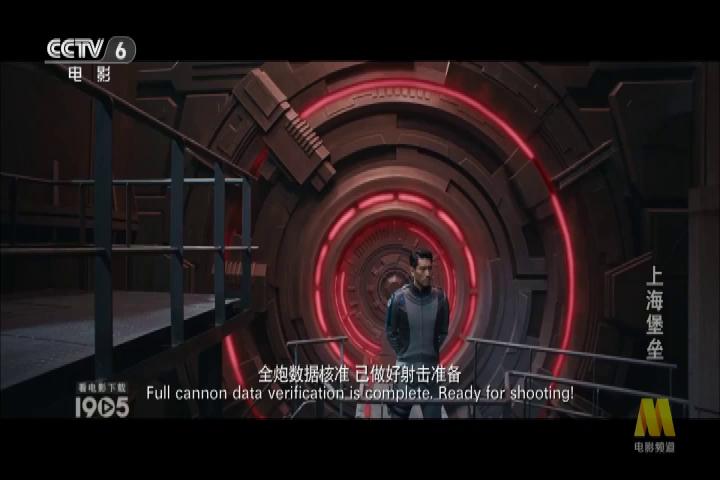 CCTV 6
电影
上海堡垒
全炮数据核准 已做好射击准备
Full cannon data verification is complete. Ready for shooting!
看电影下载
1905
电影频道